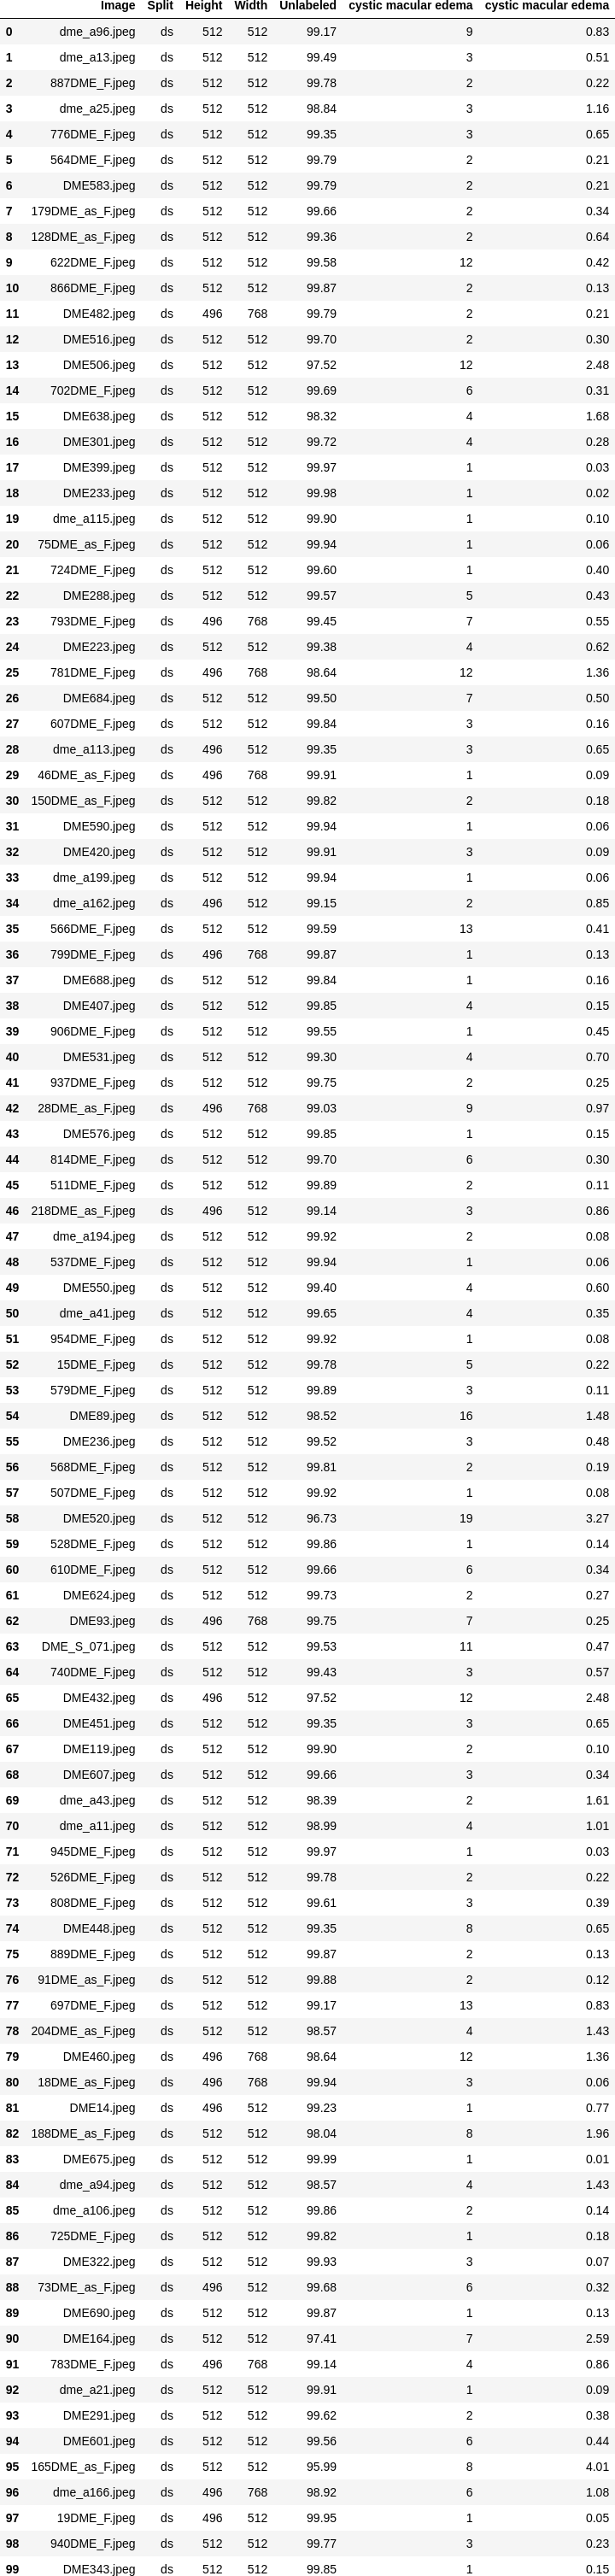 Image Split Height Width Unlabeled cystic macular edema cystic macular edema
0 dme_a96.jpeg ds 512 512 99.17 9 0.83
1 dme_a13.jpeg ds 512 512 99.49 3 0.51
2 887DME_F.jpeg ds 512 512 99.78 2 0.22
3 dme_a25.jpeg ds 512 512 98.84 3 1.16
4 776DME_F.jpeg ds 512 512 99.35 3 0.65
5 564DME_F.jpeg ds 512 512 99.79 2 0.21
6 DME583.jpeg ds 512 512 99.79 2 0.21
7 179DME_as_F.jpeg ds 512 512 99.66 2 0.34
8 128DME_as_F.jpeg ds 512 512 99.36 2 0.64
9 622DME_F.jpeg ds 512 512 99.58 12 0.42
10 866DME_F.jpeg ds 512 512 99.87 2 0.13
11 DME482.jpeg ds 496 768 99.79 2 0.21
12 DME516.jpeg ds 512 512 99.70 2 0.30
13 DME506.jpeg ds 512 512 97.52 12 2.48
14 702DME_F.jpeg ds 512 512 99.69 6 0.31
15 DME638.jpeg ds 512 512 98.32 4 1.68
16 DME301.jpeg ds 512 512 99.72 4 0.28
17 DME399.jpeg ds 512 512 99.97 1 0.03
18 DME233.jpeg ds 512 512 99.98 1 0.02
19 dme_a115.jpeg ds 512 512 99.90 1 0.10
20 75DME_as_F.jpeg ds 512 512 99.94 1 0.06
21 724DME_F.jpeg ds 512 512 99.60 1 0.40
22 DME288.jpeg ds 512 512 99.57 5 0.43
23 793DME_F.jpeg ds 496 768 99.45 7 0.55
24 DME223.jpeg ds 512 512 99.38 4 0.62
25 781DME_F.jpeg ds 496 768 98.64 12 1.36
26 DME684.jpeg ds 512 512 99.50 7 0.50
27 607DME_F.jpeg ds 512 512 99.84 3 0.16
28 dme_a113.jpeg ds 496 512 99.35 3 0.65
29 46DME_as_F.jpeg ds 496 768 99.91 1 0.09
30 150DME_as_F.jpeg ds 512 512 99.82 2 0.18
31 DME590.jpeg ds 512 512 99.94 1 0.06
32 DME420.jpeg ds 512 512 99.91 3 0.09
33 dme_a199.jpeg ds 512 512 99.94 1 0.06
34 dme_a162.jpeg ds 496 512 99.15 2 0.85
35 566DME_F.jpeg ds 512 512 99.59 13 0.41
36 799DME_F.jpeg ds 496 768 99.87 1 0.13
37 DME688.jpeg ds 512 512 99.84 1 0.16
38 DME407.jpeg ds 512 512 99.85 4 0.15
39 906DME_F.jpeg ds 512 512 99.55 1 0.45
40 DME531.jpeg ds 512 512 99.30 4 0.70
41 937DME_F.jpeg ds 512 512 99.75 2 0.25
42 28DME_as_F.jpeg ds 496 768 99.03 9 0.97
43 DME576.jpeg ds 512 512 99.85 1 0.15
44 814DME_F.jpeg ds 512 512 99.70 6 0.30
45 511DME_F.jpeg ds 512 512 99.89 2 0.11
46 218DME_as_F.jpeg ds 496 512 99.14 3 0.86
47 dme_a194.jpeg ds 512 512 99.92 2 0.08
48 537DME_F.jpeg ds 512 512 99.94 1 0.06
49 DME550.jpeg ds 512 512 99.40 4 0.60
50 dme_a41.jpeg ds 512 512 99.65 4 0.35
51 954DME_F.jpeg ds 512 512 99.92 1 0.08
52 15DME_F.jpeg ds 512 512 99.78 5 0.22
53 579DME_F.jpeg ds 512 512 99.89 3 0.11
54 DME89.jpeg ds 512 512 98.52 16 1.48
55 DME236.jpeg ds 512 512 99.52 3 0.48
56 568DME_F.jpeg ds 512 512 99.81 2 0.19
57 507DME_F.jpeg ds 512 512 99.92 1 0.08
58 DME520.jpeg ds 512 512 96.73 19 3.27
59 528DME_F.jpeg ds 512 512 99.86 1 0.14
60 610DME_F.jpeg ds 512 512 99.66 6 0.34
61 DME624.jpeg ds 512 512 99.73 2 0.27
62 DME93.jpeg ds 496 768 99.75 7 0.25
63 DME_S_071.jpeg ds 512 512 99.53 11 0.47
64 740DME_F.jpeg ds 512 512 99.43 3 0.57
65 DME432.jpeg ds 496 512 97.52 12 2.48
66 DME451.jpeg ds 512 512 99.35 3 0.65
67 DME119.jpeg ds 512 512 99.90 2 0.10
68 DME607.jpeg ds 512 512 99.66 3 0.34
69 dme_a43.jpeg ds 512 512 98.39 2 1.61
70 dme_a11.jpeg ds 512 512 98.99 4 1.01
71 945DME_F.jpeg ds 512 512 99.97 1 0.03
72 526DME_F.jpeg ds 512 512 99.78 2 0.22
73 808DME_F.jpeg ds 512 512 99.61 3 0.39
74 DME448.jpeg ds 512 512 99.35 8 0.65
75 889DME_F.jpeg ds 512 512 99.87 2 0.13
76 91DME_as_F.jpeg ds 512 512 99.88 2 0.12
77 697DME_F.jpeg ds 512 512 99.17 13 0.83
78 204DME_as_F.jpeg ds 512 512 98.57 4 1.43
79 DME460.jpeg ds 496 768 98.64 12 1.36
80 18DME_as_F.jpeg ds 496 768 99.94 3 0.06
81 DME14.jpeg ds 496 512 99.23 1 0.77
82 188DME_as_F.jpeg ds 512 512 98.04 8 1.96
83 DME675.jpeg ds 512 512 99.99 1 0.01
84 dme_a94.jpeg ds 512 512 98.57 4 1.43
85 dme_a106.jpeg ds 512 512 99.86 2 0.14
86 725DME_F.jpeg ds 512 512 99.82 1 0.18
87 DME322.jpeg ds 512 512 99.93 3 0.07
88 73DME_as_F.jpeg ds 496 512 99.68 6 0.32
89 DME690.jpeg ds 512 512 99.87 1 0.13
90 DME164.jpeg ds 512 512 97.41 7 2.59
91 783DME_F.jpeg ds 496 768 99.14 4 0.86
92 dme_a21.jpeg ds 512 512 99.91 1 0.09
93 DME291.jpeg ds 512 512 99.62 2 0.38
94 DME601.jpeg ds 512 512 99.56 6 0.44
95 165DME_as_F.jpeg ds 512 512 95.99 8 4.01
96 dme_a166.jpeg ds 496 768 98.92 6 1.08
97 19DME_F.jpeg ds 496 512 99.95 1 0.05
98 940DME_F.jpeg ds 512 512 99.77 3 0.23
99 DME343.jpeg ds 512 512 99.85 1 0.15